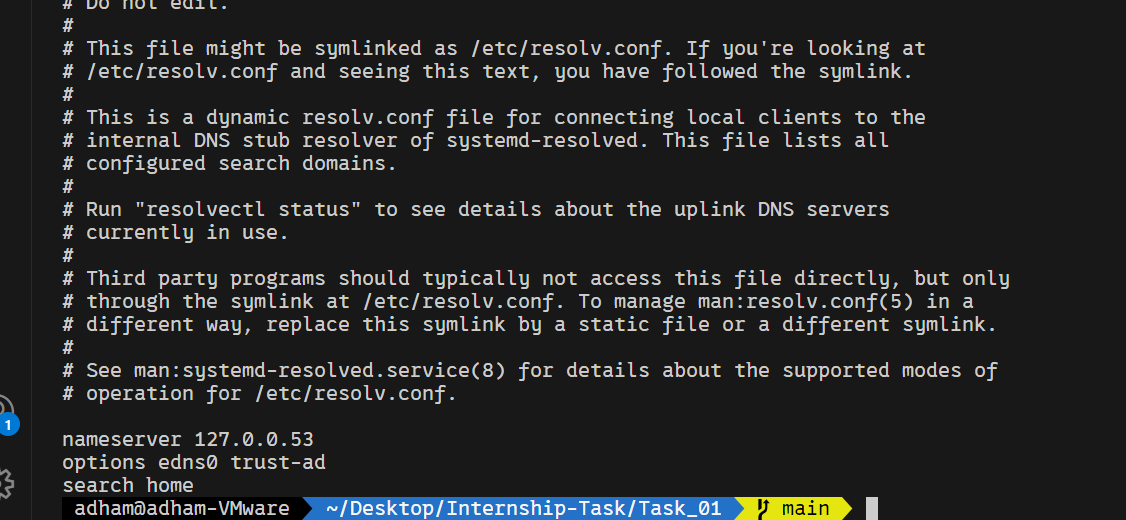 # Do not edit.
#
# This file might be symlinked as /etc/resolv.conf. If you're looking at
# /etc/resolv.conf and seeing this text, you have followed the symlink.
#
# This is a dynamic resolv.conf file for connecting local clients to the
# internal DNS stub resolver of systemd-resolved. This file lists all
# configured search domains.
#
# Run "resolvectl status" to see details about the uplink DNS servers
# currently in use.
#
# Third party programs should typically not access this file directly, but only
# through the symlink at /etc/resolv.conf. To manage man:resolv.conf(5) in a
# different way, replace this symlink by a static file or a different symlink.
#
# See man:systemd-resolved.service(8) for details about the supported modes of
# operation for /etc/resolv.conf.
1
nameserver 127.0.0.53
options edns0 trust-ad
search home
adham@adham-VMware ~/Desktop/Internship-Task/Task_01 main